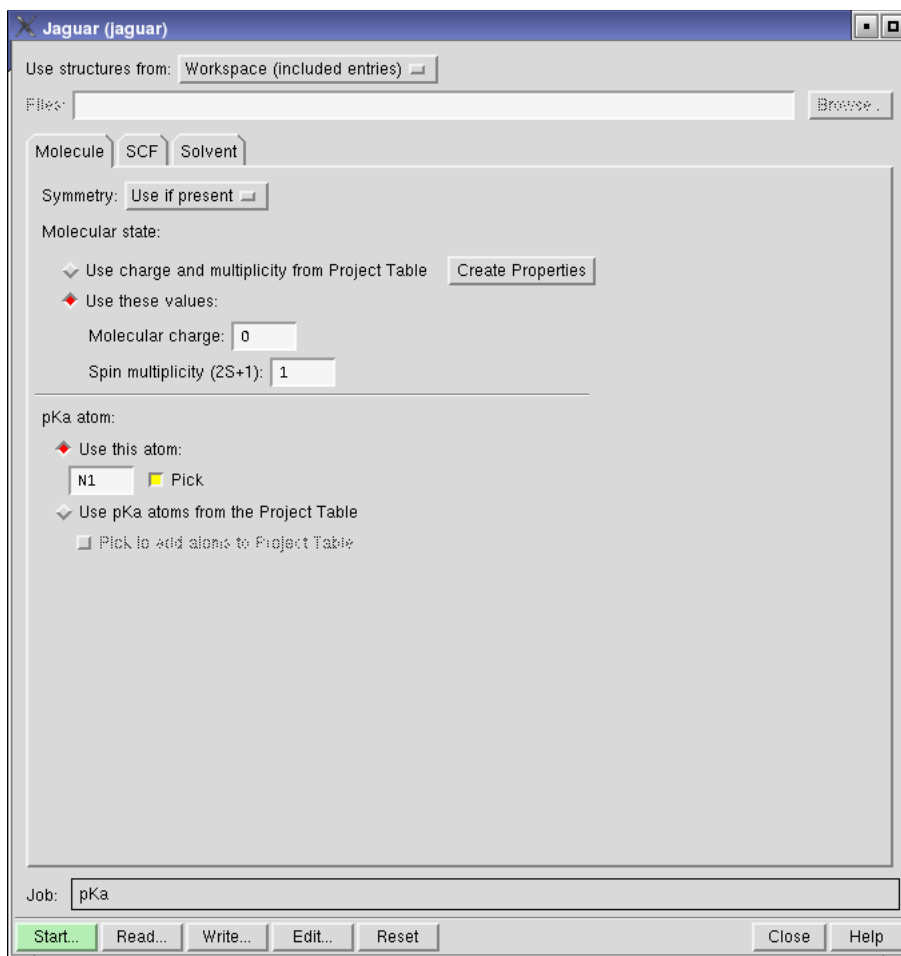 Jaguar (jaguar)
Use structures from: Workspace (included entries)
Files: Browse...
Molecule SCF Solvent
Symmetry: Use if present
Molecular state:
Use charge and multiplicity from Project Table Create Properties
Use these values:
Molecular charge: 0
Spin multiplicity (2S+1): 1
pKa atom:
Use this atom:
N1 Pick
Use pKa atoms from the Project Table
Pick to add atoms to Project Table
Job: pKa
Start... Read... Write... Edit... Reset Close Help